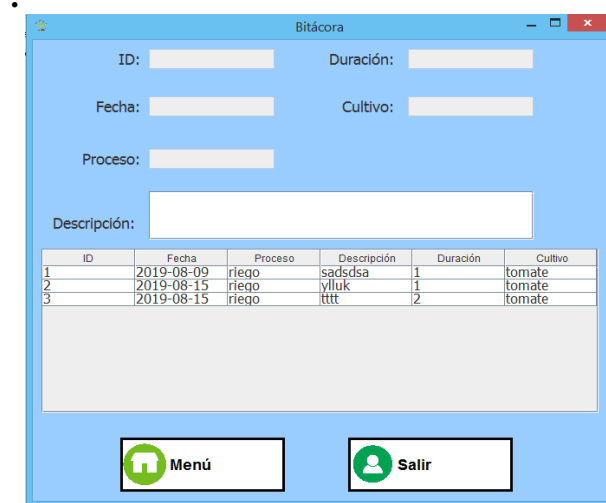 Bitácora
ID: Duración:
Fecha: Cultivo:
Proceso:
Descripción:
ID Fecha Proceso Descripción Duración Cultivo
1 2019-08-09 riego sadsdsa 1 tomate
2 2019-08-15 riego ylluk 1 tomate
3 2019-08-15 riego tttt 2 tomate
Menú Salir